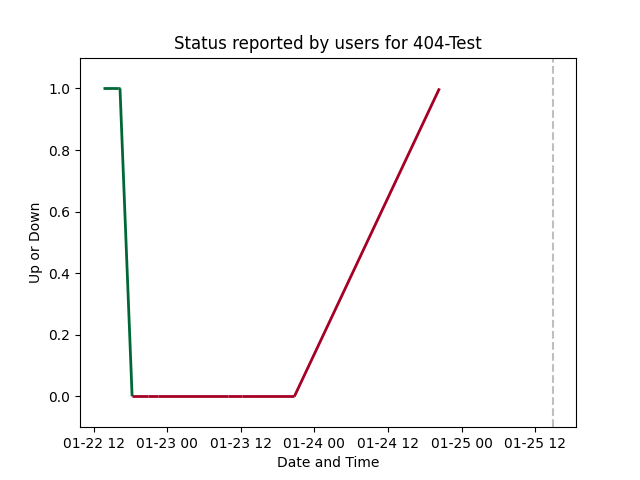 Status reported by users for 404-Test
Up or Down
1.0
0.8
0.6
0.4
0.2
0.0
01-22 12 01-23 00 01-23 12 01-24 00 01-24 12 01-25 00 01-25 12
Date and Time